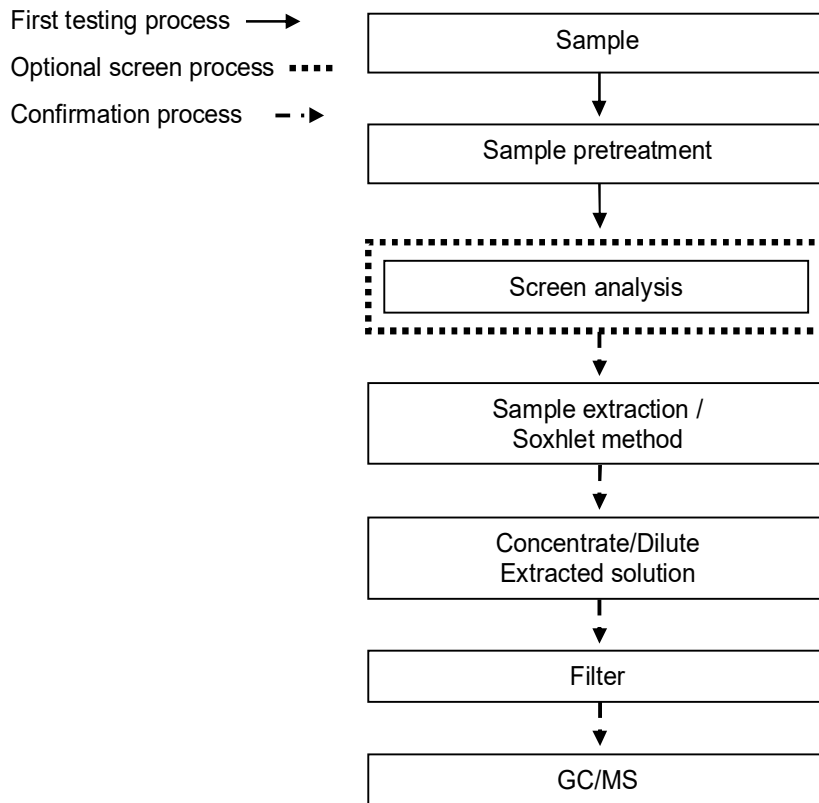 First testing process
Optional screen process
Confirmation process
Sample
Sample pretreatment
Screen analysis
Sample extraction /
Soxhlet method
Concentrate/Dilute
Extracted solution
Filter
GC/MS